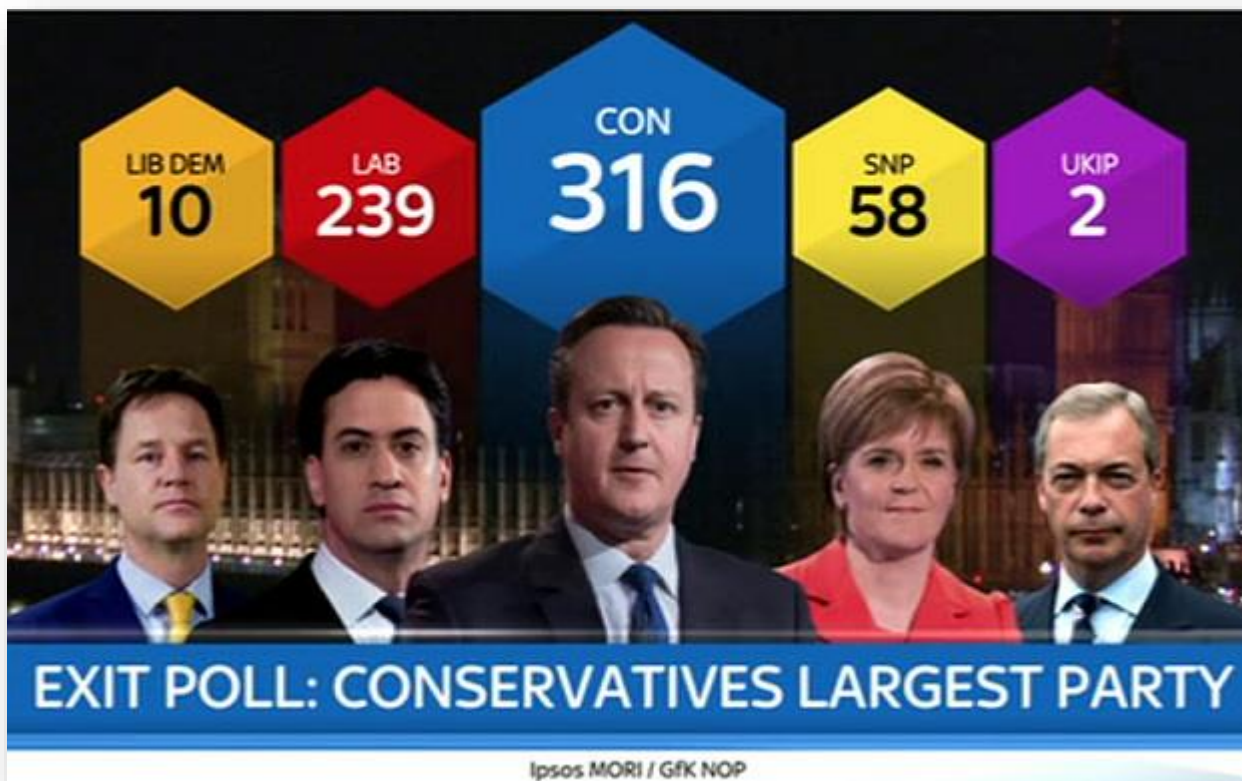 LIB DEM
10
LAB
239
CON
316
SNP
58
UKIP
2
EXIT POLL: CONSERVATIVES LARGEST PARTY
Ipsos MORI / GfK NOP